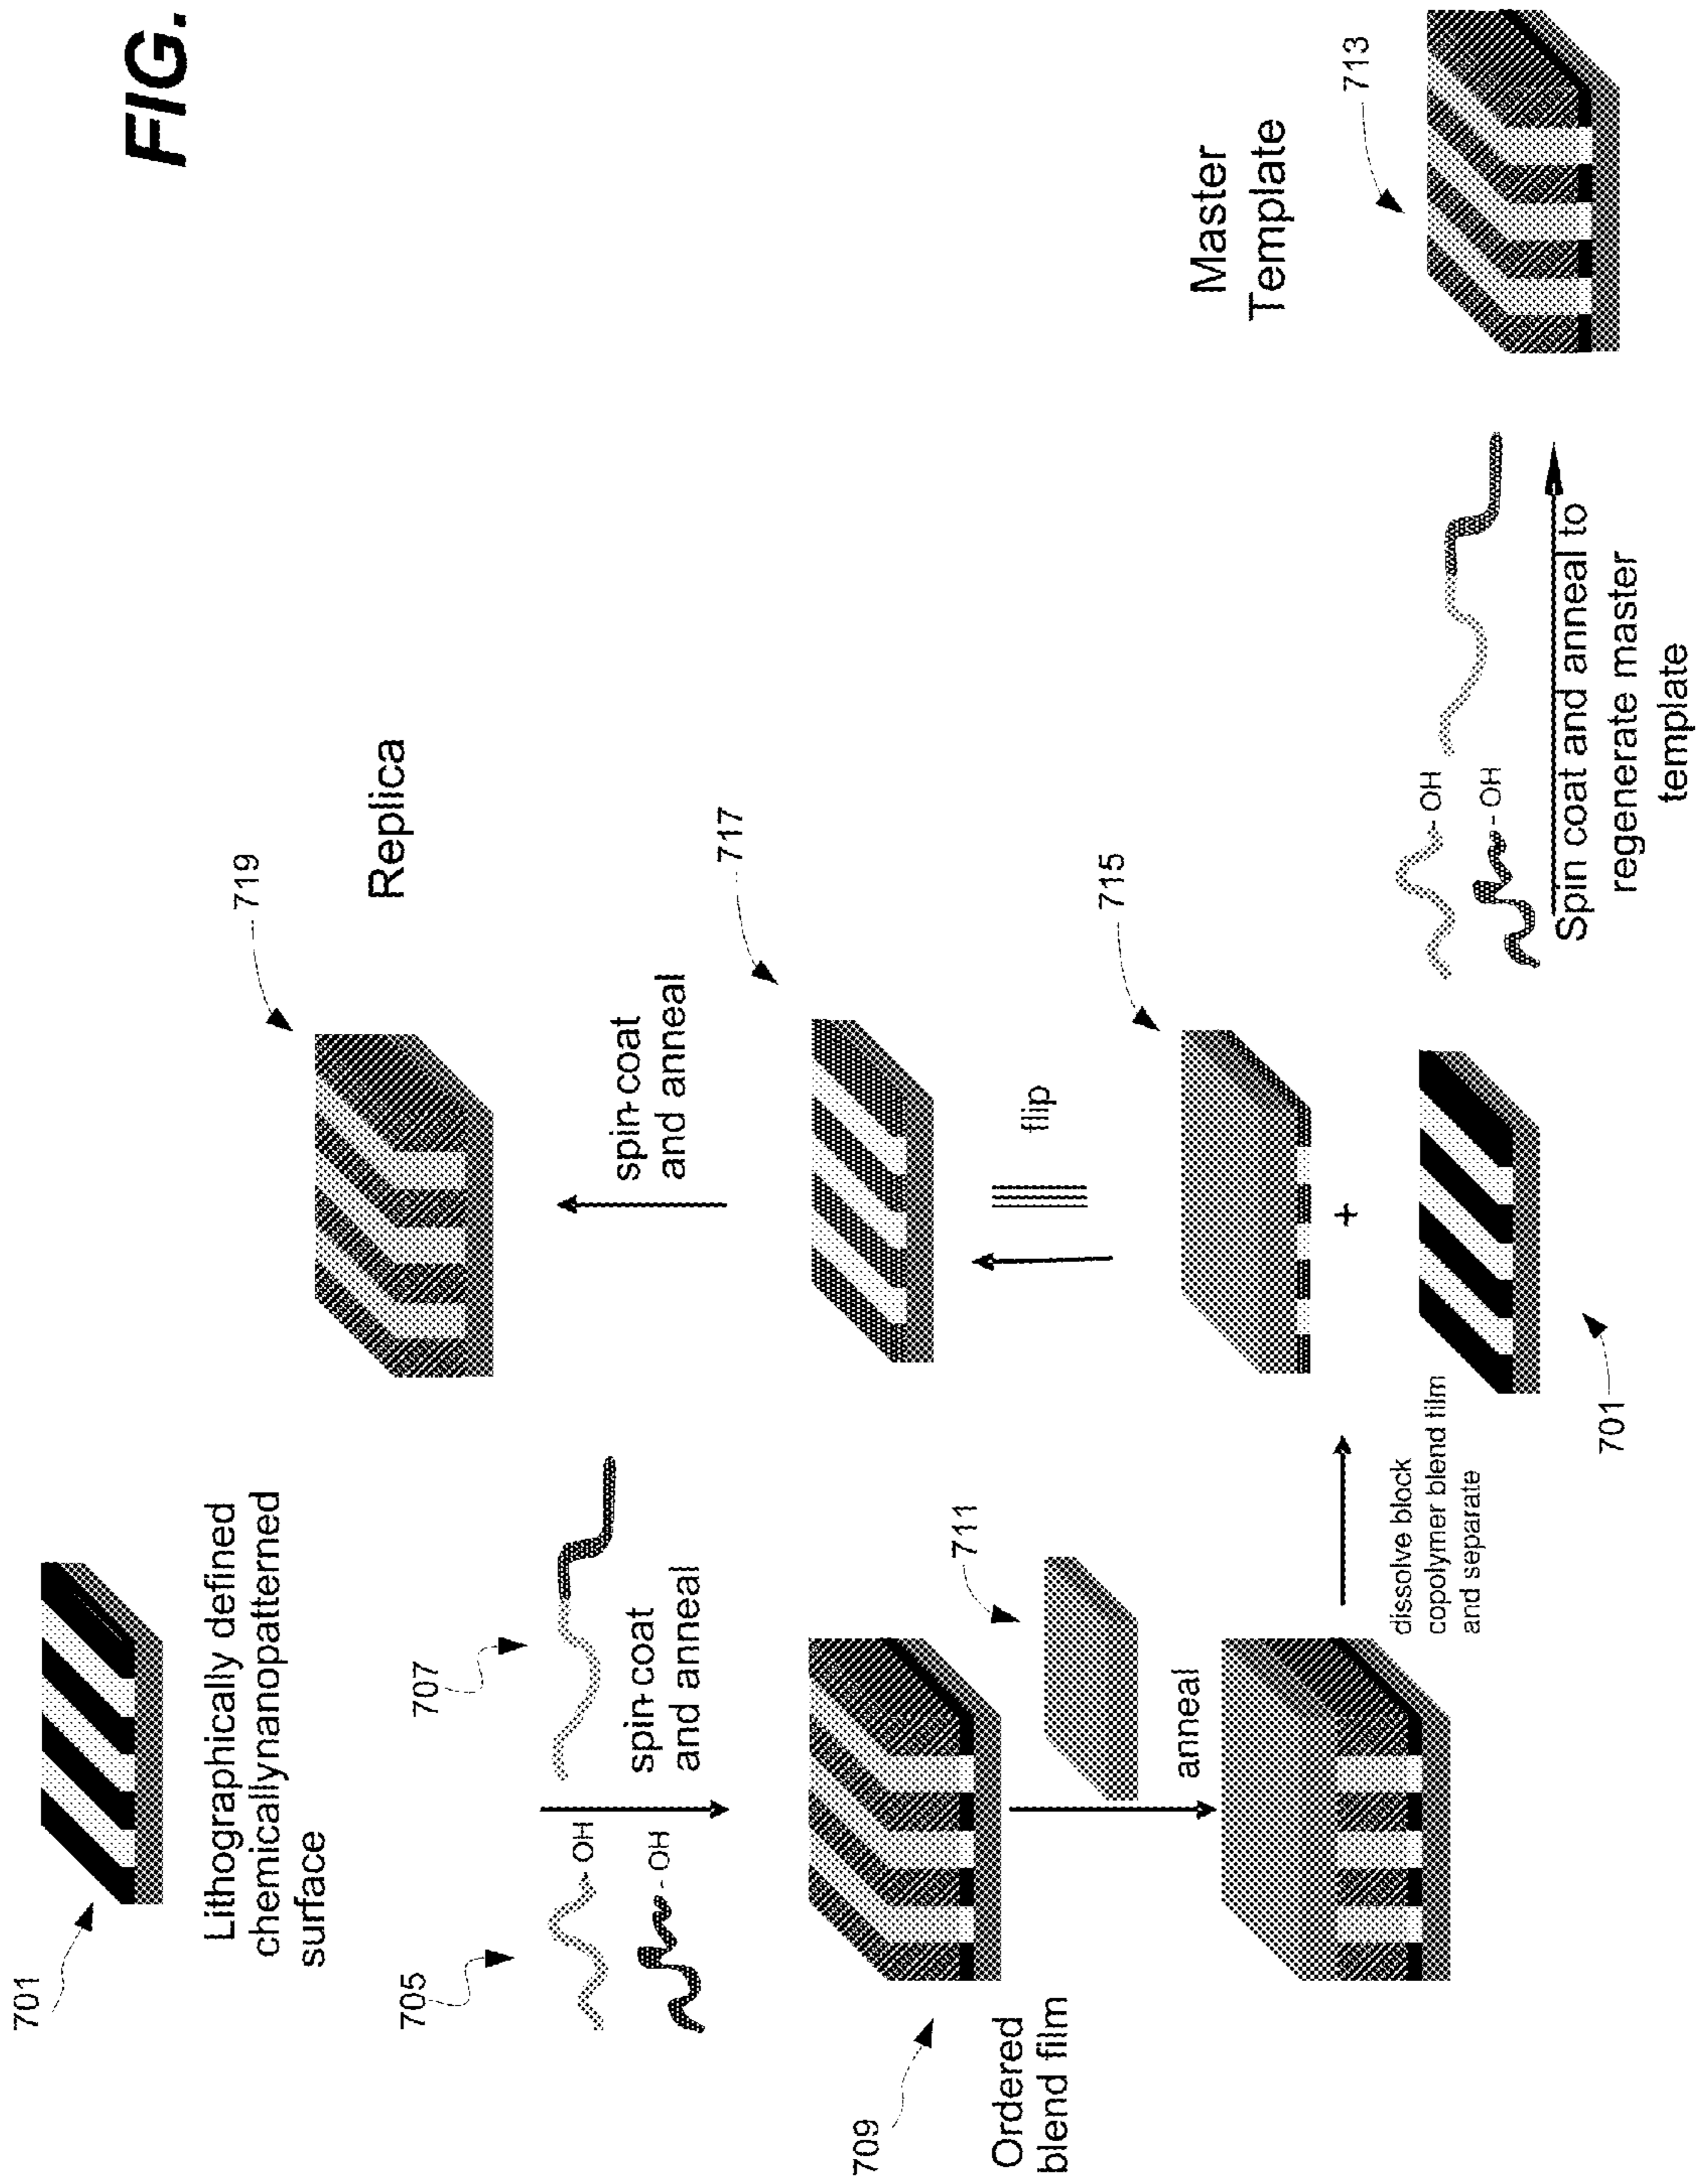 FIG.
701
Lithographically defined
chemicallynanopatterned
surface
705
707
OH
OH
spin-coat
and anneal
709
Ordered
blend film
711
anneal
dissolve block
copolymer blend film
and separate
719
Replica
spin-coat
and anneal
717
flip
715
+
701
OH
OH
Spin coat and anneal to
regenerate master
template
Master
Template
713